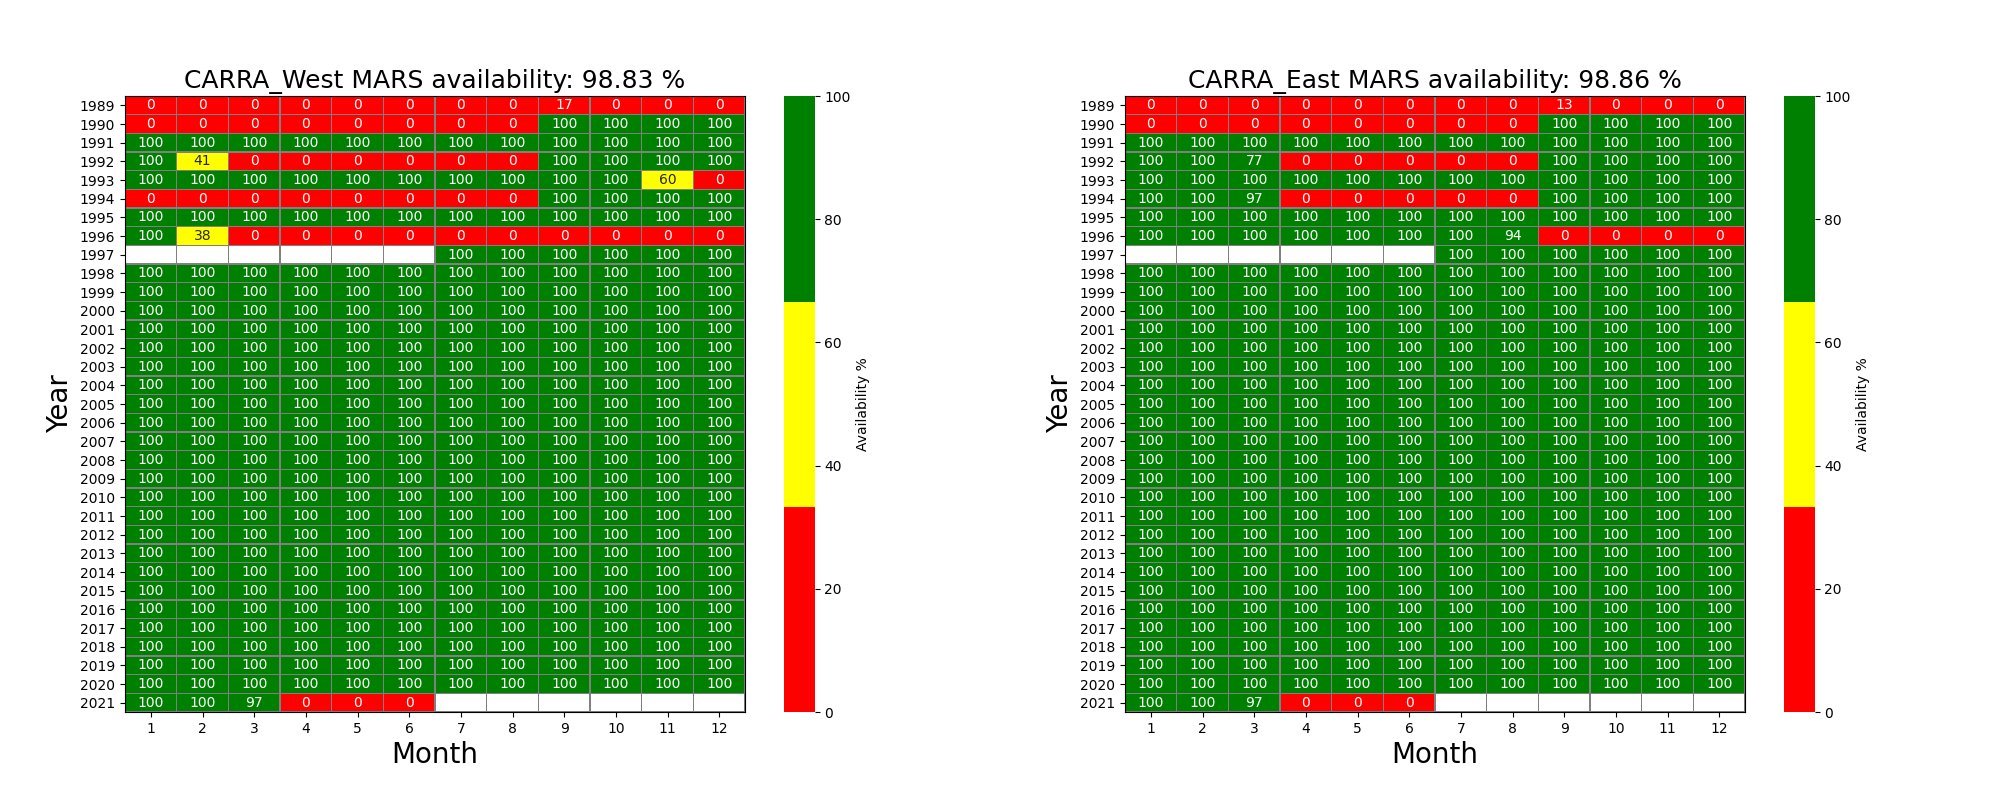 CARRA_West MARS availability: 98.83 %
1989 0 0 0 0 0 0 0 0 17 0 0 0
1990 0 0 0 0 0 0 0 0 100 100 100 100
1991 100 100 100 100 100 100 100 100 100 100 100 100
1992 100 41 0 0 0 0 0 0 100 100 100 100
1993 100 100 100 100 100 100 100 100 100 100 60 0
1994 0 0 0 0 0 0 0 0 100 100 100 100
1995 100 100 100 100 100 100 100 100 100 100 100 100
1996 100 38 0 0 0 0 0 0 0 0 0 0
1997 100 100 100 100 100 100
1998 100 100 100 100 100 100 100 100 100 100 100 100
1999 100 100 100 100 100 100 100 100 100 100 100 100
2000 100 100 100 100 100 100 100 100 100 100 100 100
2001 100 100 100 100 100 100 100 100 100 100 100 100
2002 100 100 100 100 100 100 100 100 100 100 100 100
2003 100 100 100 100 100 100 100 100 100 100 100 100
2004 100 100 100 100 100 100 100 100 100 100 100 100
2005 100 100 100 100 100 100 100 100 100 100 100 100
2006 100 100 100 100 100 100 100 100 100 100 100 100
2007 100 100 100 100 100 100 100 100 100 100 100 100
2008 100 100 100 100 100 100 100 100 100 100 100 100
2009 100 100 100 100 100 100 100 100 100 100 100 100
2010 100 100 100 100 100 100 100 100 100 100 100 100
2011 100 100 100 100 100 100 100 100 100 100 100 100
2012 100 100 100 100 100 100 100 100 100 100 100 100
2013 100 100 100 100 100 100 100 100 100 100 100 100
2014 100 100 100 100 100 100 100 100 100 100 100 100
2015 100 100 100 100 100 100 100 100 100 100 100 100
2016 100 100 100 100 100 100 100 100 100 100 100 100
2017 100 100 100 100 100 100 100 100 100 100 100 100
2018 100 100 100 100 100 100 100 100 100 100 100 100
2019 100 100 100 100 100 100 100 100 100 100 100 100
2020 100 100 100 100 100 100 100 100 100 100 100 100
2021 100 100 97 0 0 0
1 2 3 4 5 6 7 8 9 10 11 12
Month
Year
100
80
60
40
20
0
Availability %
CARRA_East MARS availability: 98.86 %
1989 0 0 0 0 0 0 0 0 13 0 0 0
1990 0 0 0 0 0 0 0 0 100 100 100 100
1991 100 100 100 100 100 100 100 100 100 100 100 100
1992 100 100 77 0 0 0 0 0 100 100 100 100
1993 100 100 100 100 100 100 100 100 100 100 100 100
1994 100 100 97 0 0 0 0 0 100 100 100 100
1995 100 100 100 100 100 100 100 100 100 100 100 100
1996 100 100 100 100 100 100 100 94 0 0 0 0
1997 100 100 100 100 100 100
1998 100 100 100 100 100 100 100 100 100 100 100 100
1999 100 100 100 100 100 100 100 100 100 100 100 100
2000 100 100 100 100 100 100 100 100 100 100 100 100
2001 100 100 100 100 100 100 100 100 100 100 100 100
2002 100 100 100 100 100 100 100 100 100 100 100 100
2003 100 100 100 100 100 100 100 100 100 100 100 100
2004 100 100 100 100 100 100 100 100 100 100 100 100
2005 100 100 100 100 100 100 100 100 100 100 100 100
2006 100 100 100 100 100 100 100 100 100 100 100 100
2007 100 100 100 100 100 100 100 100 100 100 100 100
2008 100 100 100 100 100 100 100 100 100 100 100 100
2009 100 100 100 100 100 100 100 100 100 100 100 100
2010 100 100 100 100 100 100 100 100 100 100 100 100
2011 100 100 100 100 100 100 100 100 100 100 100 100
2012 100 100 100 100 100 100 100 100 100 100 100 100
2013 100 100 100 100 100 100 100 100 100 100 100 100
2014 100 100 100 100 100 100 100 100 100 100 100 100
2015 100 100 100 100 100 100 100 100 100 100 100 100
2016 100 100 100 100 100 100 100 100 100 100 100 100
2017 100 100 100 100 100 100 100 100 100 100 100 100
2018 100 100 100 100 100 100 100 100 100 100 100 100
2019 100 100 100 100 100 100 100 100 100 100 100 100
2020 100 100 100 100 100 100 100 100 100 100 100 100
2021 100 100 97 0 0 0
1 2 3 4 5 6 7 8 9 10 11 12
Month
Year
100
80
60
40
20
0
Availability %